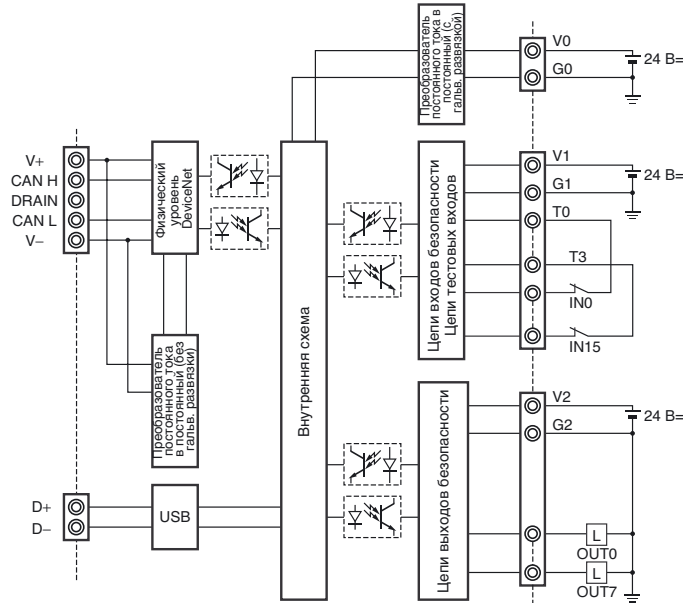 V+
CAN H
DRAIN
CAN L
V−
Физический
уровень
DeviceNet
Преобразователь
постоянного тока
в постоянный (без
гальв. развязки)
D+
D−
USB
Внутренняя схема
Преобразователь
постоянного тока в
постоянный (с
гальв. развязкой)
V0
G0
24 В=
Цепи входов безопасности
Цепи тестовых входов
V1
G1
24 В=
T0
T3
IN0
IN15
Цепи выходов безопасности
V2
G2
24 В=
L
OUT0
L
OUT7